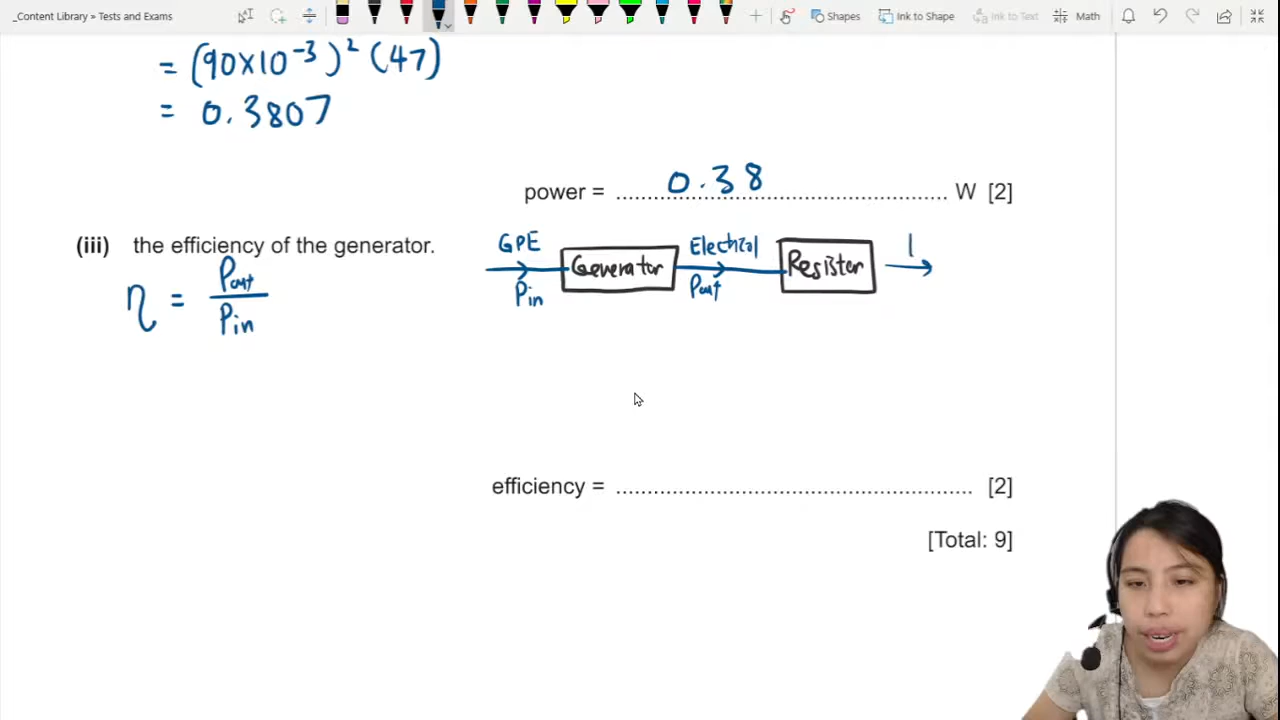 _Content Library » Tests and Exams
Shapes Ink to Shape Ink to Text Math
= (90×10⁻³)² (47)
= 0.3807
power = 0.38 W [2]
(iii) the efficiency of the generator.
GPE Generator Electrical Resistor
Pin Pout
η = Pout / Pin
efficiency = [2]
[Total: 9]